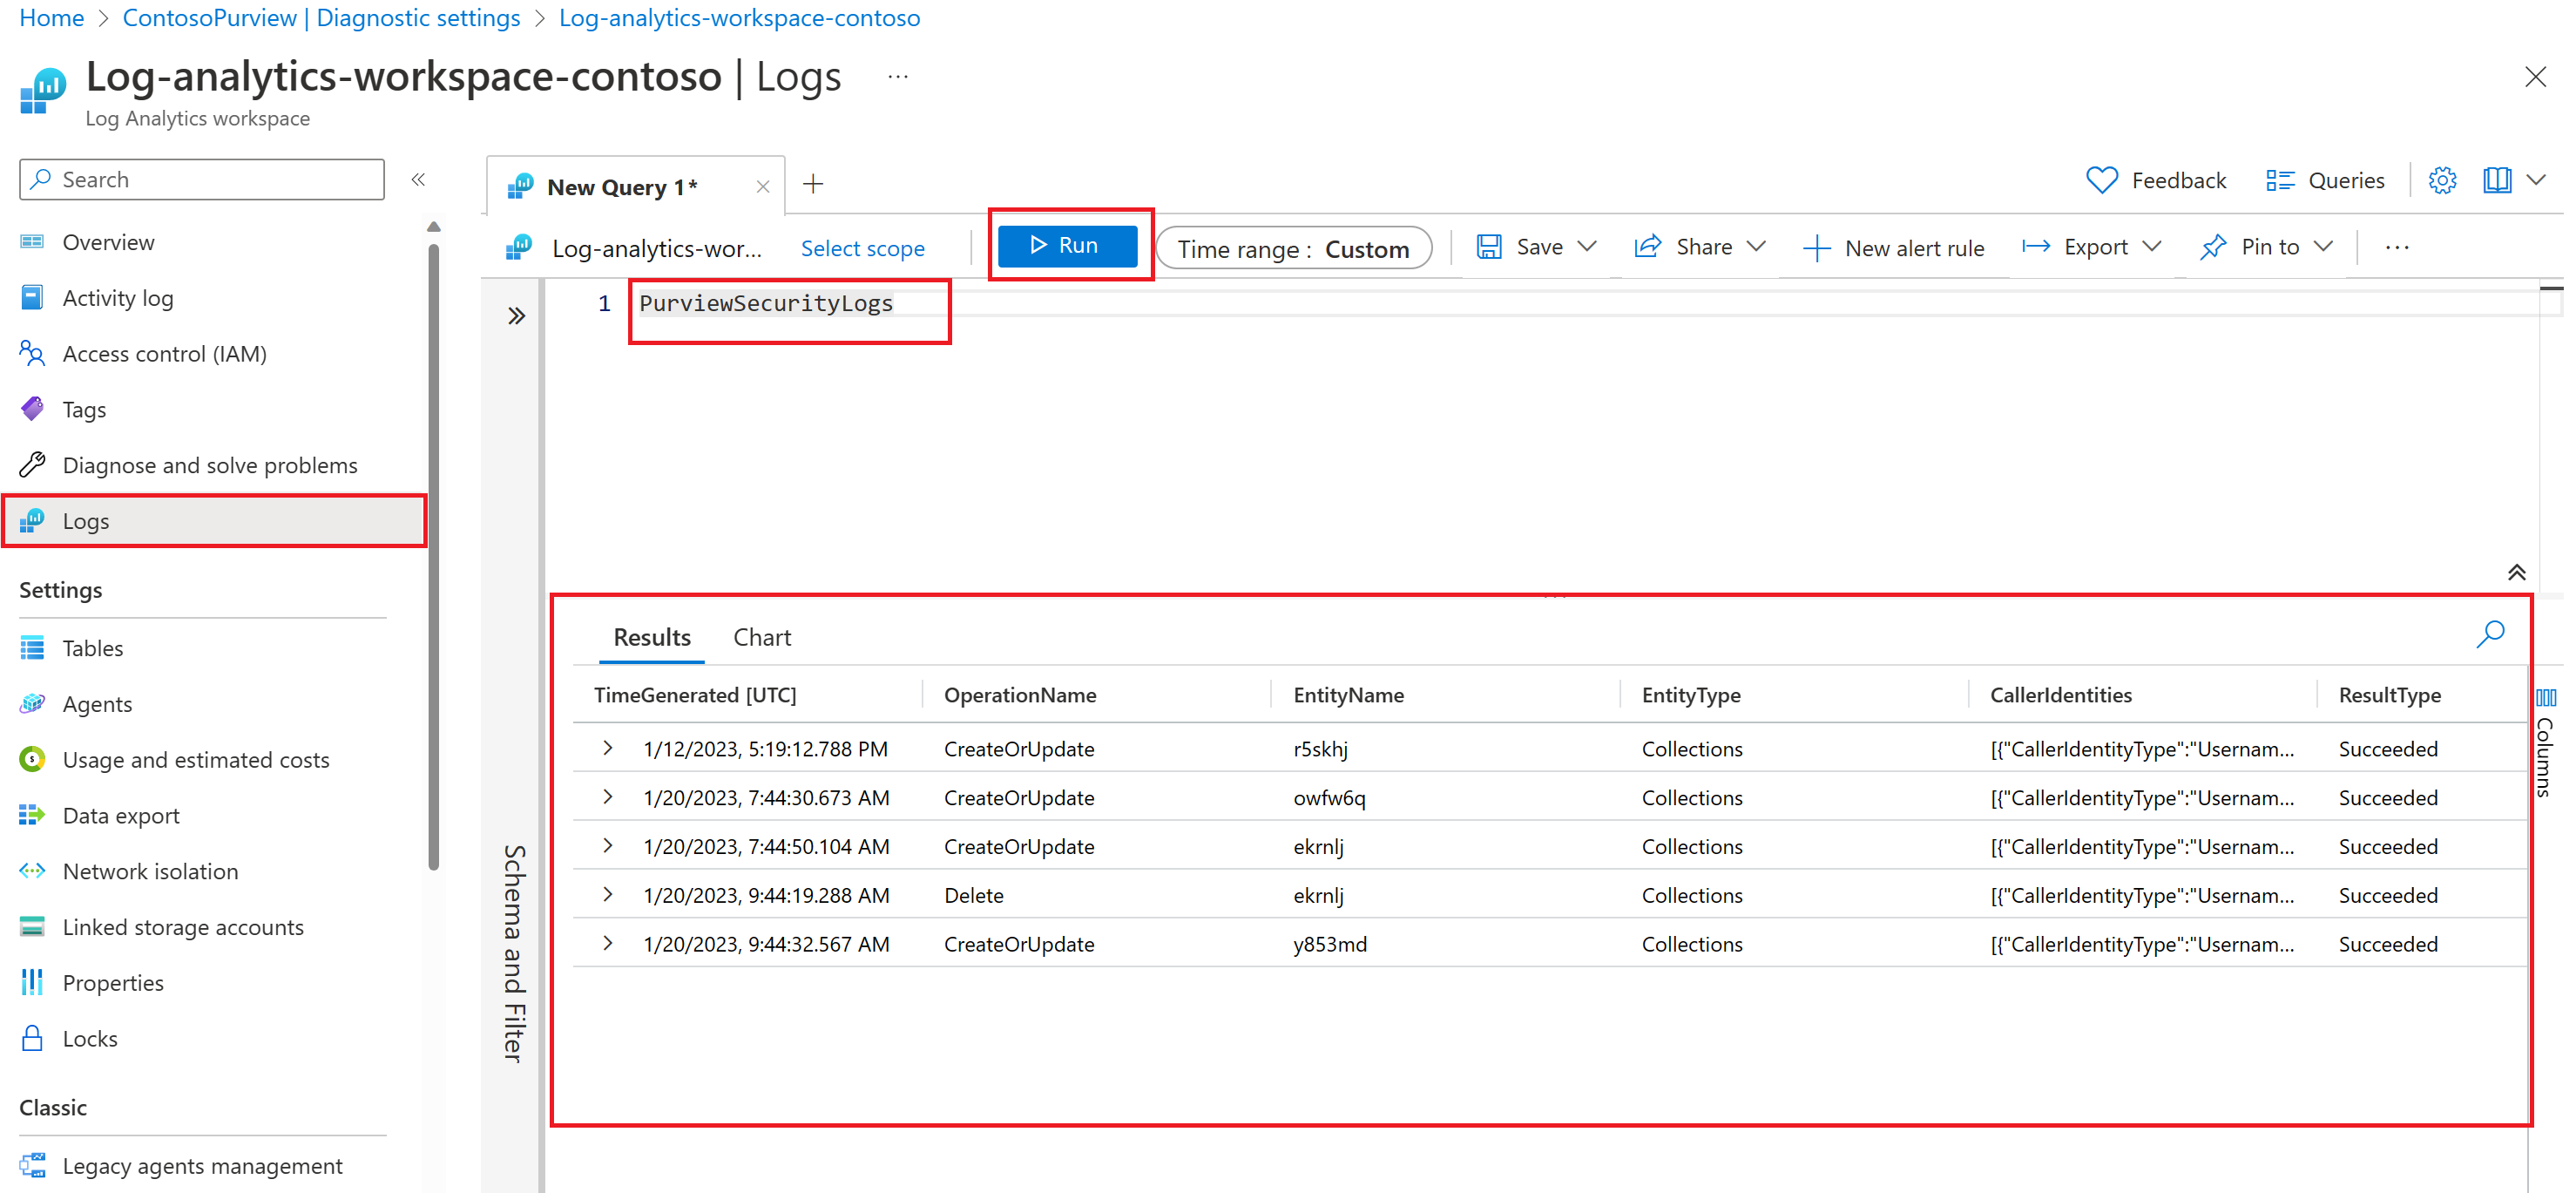 Home > ContosoPurview | Diagnostic settings > Log-analytics-workspace-contoso
Log-analytics-workspace-contoso | Logs ...
Log Analytics workspace
Search
Overview
Activity log
Access control (IAM)
Tags
Diagnose and solve problems
Logs
Settings
Tables
Agents
Usage and estimated costs
Data export
Network isolation
Linked storage accounts
Properties
Locks
Classic
Legacy agents management
New Query 1*
Feedback Queries
Log-analytics-wor... Select scope Run Time range : Custom Save Share New alert rule Export Pin to ...
1 PurviewSecurityLogs
Schema and Filter
Results Chart
TimeGenerated [UTC] OperationName EntityName EntityType CallerIdentities ResultType
1/12/2023, 5:19:12.788 PM CreateOrUpdate r5skhj Collections [{"CallerIdentityType":"Usernam... Succeeded
1/20/2023, 7:44:30.673 AM CreateOrUpdate owfw6q Collections [{"CallerIdentityType":"Usernam... Succeeded
1/20/2023, 7:44:50.104 AM CreateOrUpdate ekrnlj Collections [{"CallerIdentityType":"Usernam... Succeeded
1/20/2023, 9:44:19.288 AM Delete ekrnlj Collections [{"CallerIdentityType":"Usernam... Succeeded
1/20/2023, 9:44:32.567 AM CreateOrUpdate y853md Collections [{"CallerIdentityType":"Usernam... Succeeded
Columns